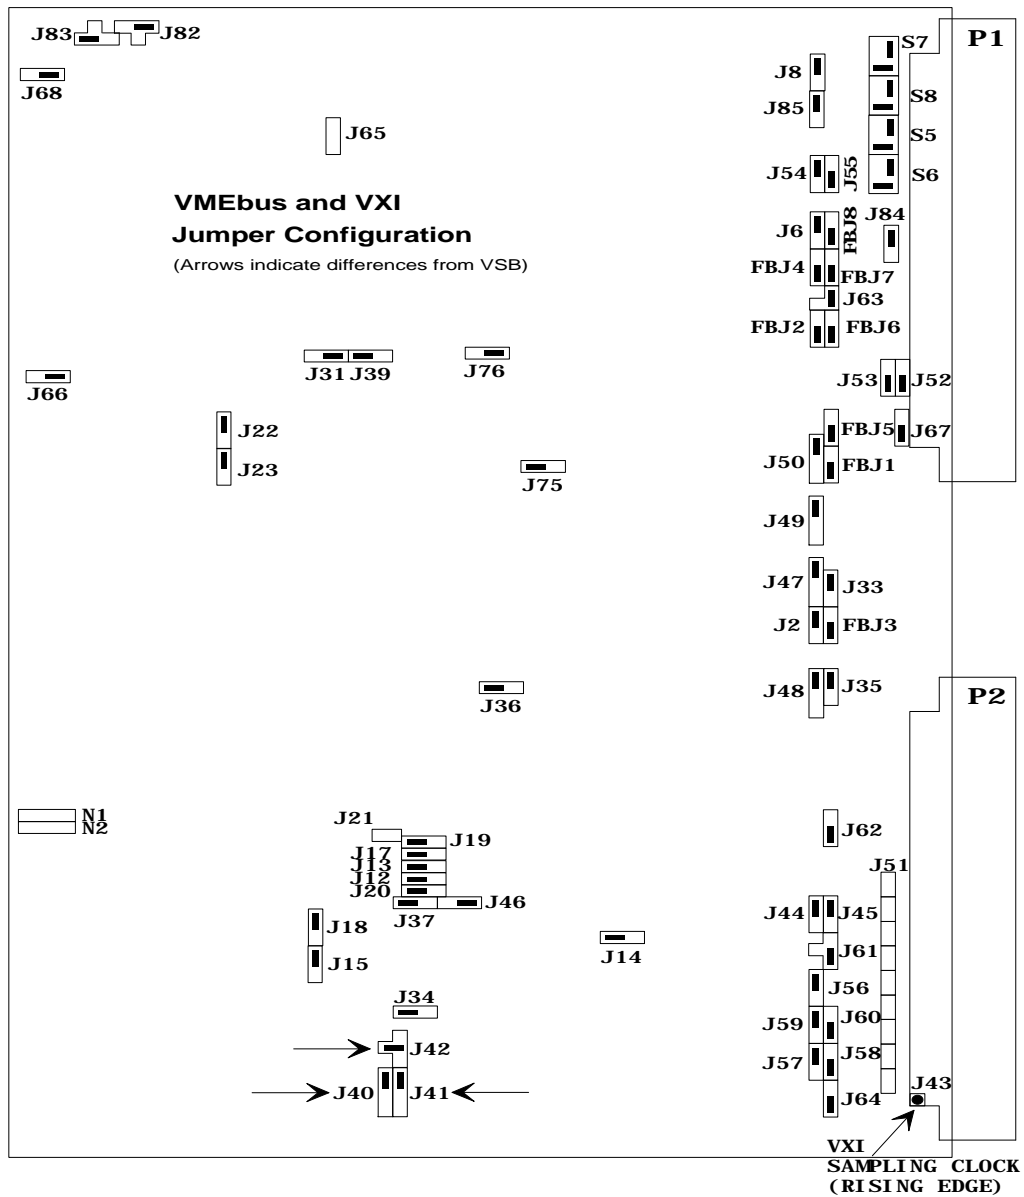 J83
J82
S7
P1
J68
J8
S8
J85
J65
S5
J54
J55
S6
VMEbus and VXI
Jumper Configuration
(Arrows indicate differences from VSB)
J6
FBJ8
J84
FBJ4
FBJ7
J63
FBJ2
FBJ6
J31
J39
J76
J66
J53
J52
J22
FBJ5
J67
J23
J75
J50
FBJ1
J49
J47
J33
J2
FBJ3
J36
J48
J35
P2
N1
N2
J21
J19
J17
J13
J12
J20
J37
J46
J62
J51
J18
J15
J14
J44
J45
J61
J56
J34
J59
J60
J42
J57
J58
J40
J41
J64
J43
VXI
SAMPLING CLOCK
(RISING EDGE)